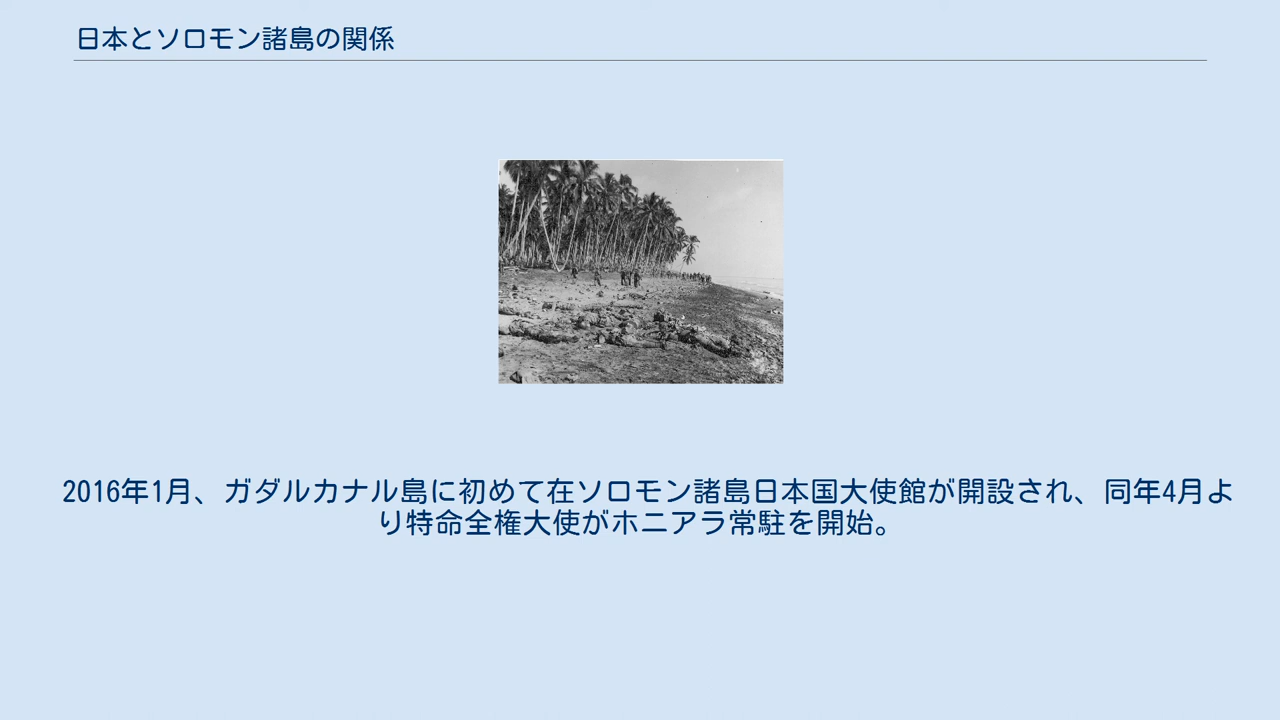 日本とソロモン諸島の関係
2016年1月、ガダルカナル島に初めて在ソロモン諸島日本国大使館が開設され、同年4月よ
り特命全権大使がホニアラ常駐を開始。